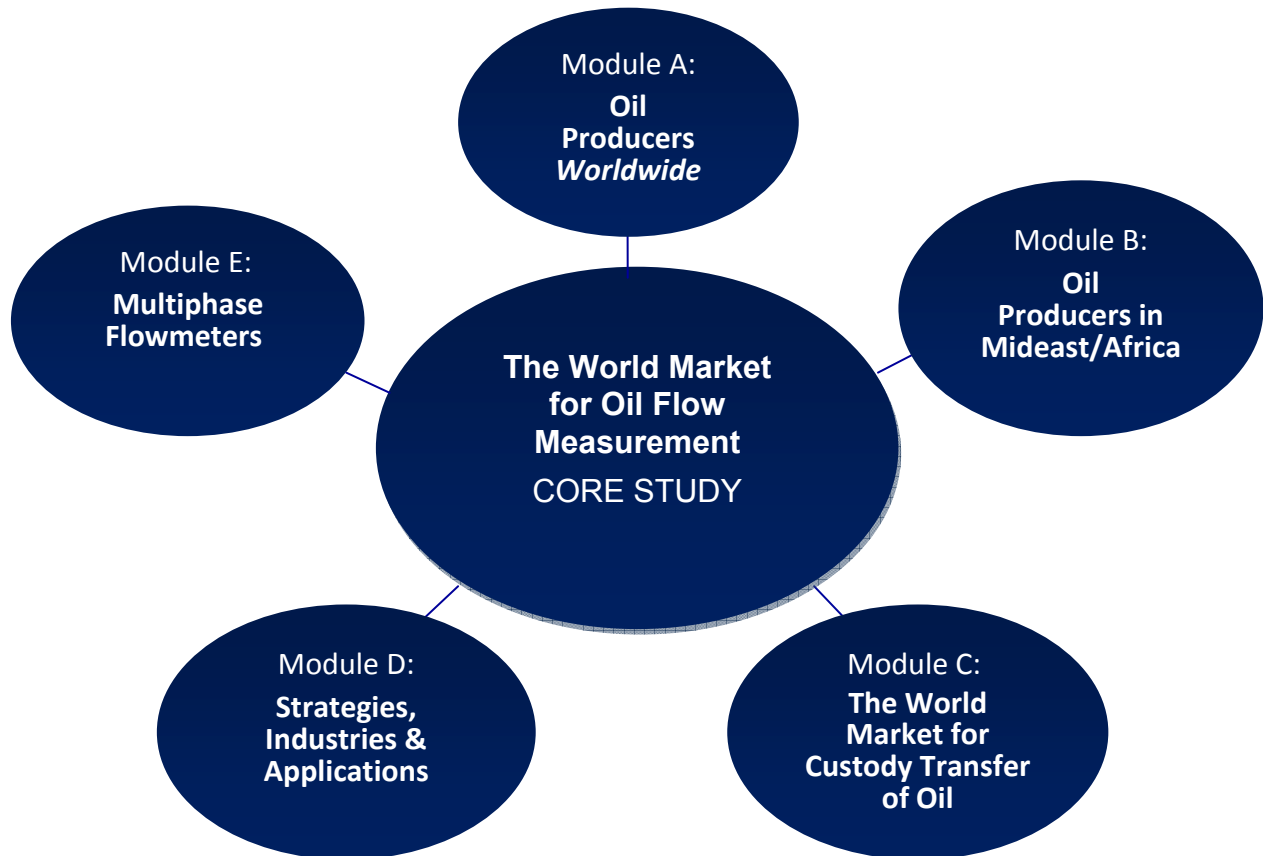 Module A:
Oil
Producers
Worldwide
Module B:
Oil
Producers in
Mideast/Africa
Module E:
Multiphase
Flowmeters
The World Market
for Oil Flow
Measurement
CORE STUDY
Module D:
Strategies,
Industries &
Applications
Module C:
The World
Market for
Custody Transfer
of Oil